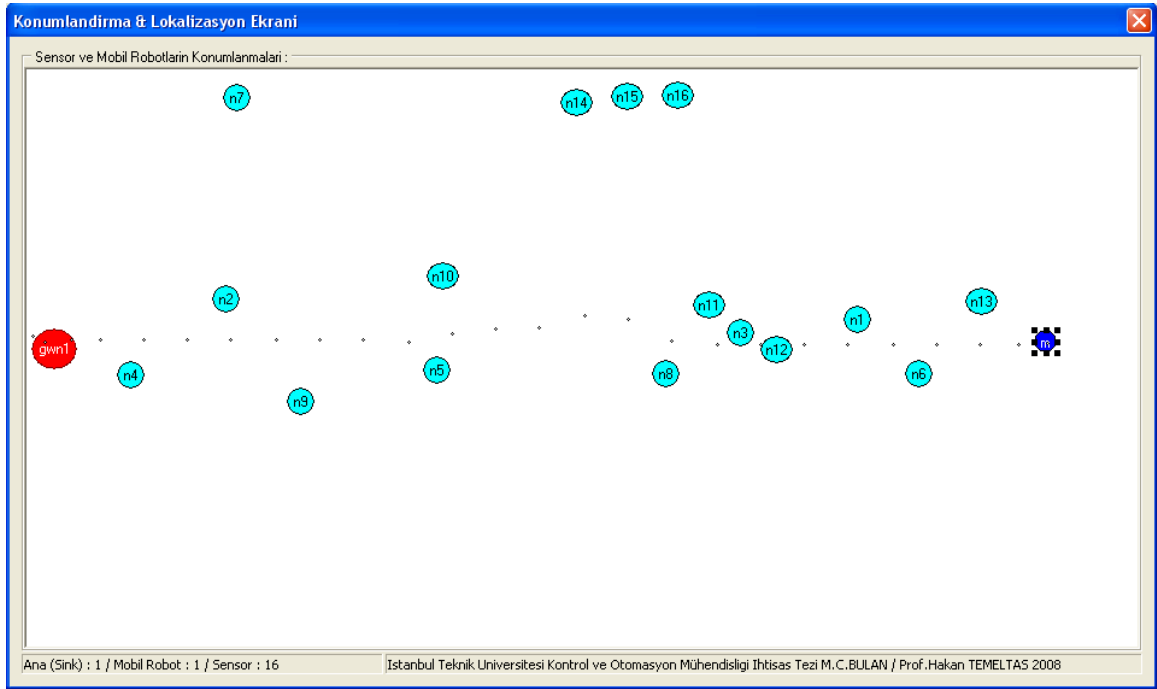 Konumlandirma & Lokalizasyon Ekrani
Sensor ve Mobil Robotlarin Konumlanmalari :
n7
n14
n15
n16
n10
n2
n11
n13
n1
n3
gwn1
n12
m
n4
n5
n8
n6
n9
Ana (Sink) : 1 / Mobil Robot : 1 / Sensor : 16
Istanbul Teknik Universitesi Kontrol ve Otomasyon Mühendisligi Ihtisas Tezi M.C.BULAN / Prof.Hakan TEMELTAS 2008